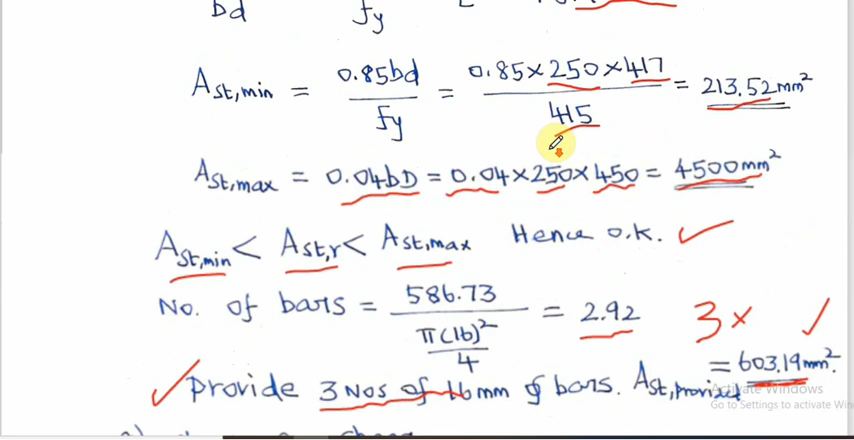 bd fy
Ast,min = 0.85bd / fy = 0.85×250×417 / 415 = 213.52mm²
Ast,max = 0.04bD = 0.04×250×450 = 4500mm²
Ast,min < Ast,r < Ast,max Hence O.K. ✓
No. of bars = 586.73 / (π(16)²/4) = 2.92 3× ✓
= 603.19mm².
✓ Provide 3 Nos of 16mm ϕ bars. Ast,provided
Activate Windows
Go to Settings to activate Win